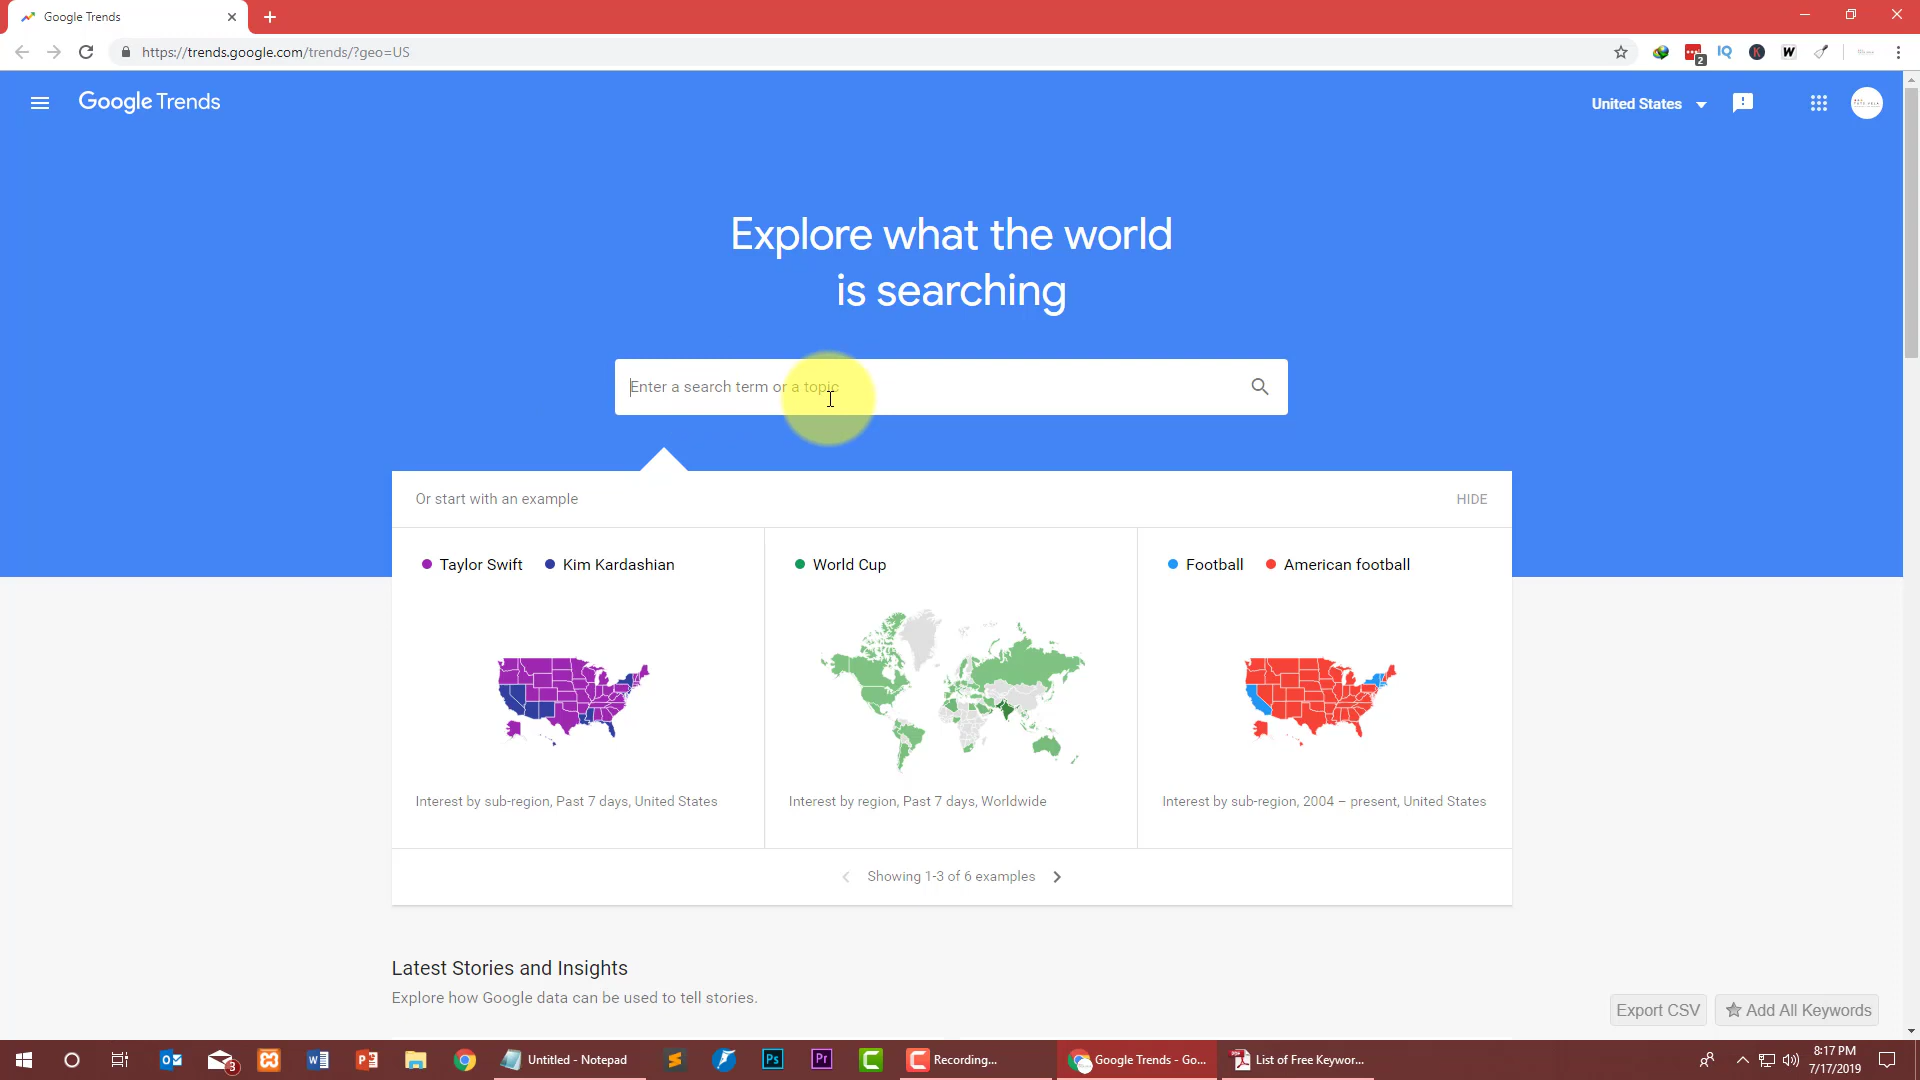 Google Trends
https://trends.google.com/trends/?geo=US
2
IQ
K
W
Google Trends
United States
Explore what the world
is searching
Enter a search term or a topic
Or start with an example
HIDE
Taylor Swift
Kim Kardashian
World Cup
Football
American football
Interest by sub-region, Past 7 days, United States
Interest by region, Past 7 days, Worldwide
Interest by sub-region, 2004 – present, United States
Showing 1-3 of 6 examples
Latest Stories and Insights
Explore how Google data can be used to tell stories.
Export CSV
Add All Keywords
3
Untitled - Notepad
Ps
Pr
Recording...
Google Trends - Go...
List of Free Keywor...
8:17 PM
7/17/2019